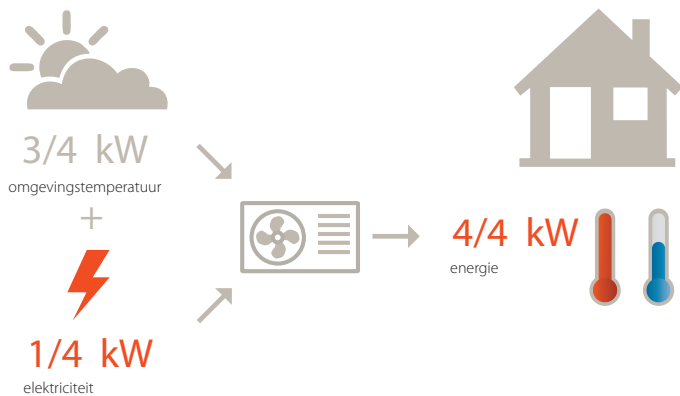 3/4 kW
omgevingstemperatuur
+
1/4 kW
elektriciteit
4/4 kW
energie